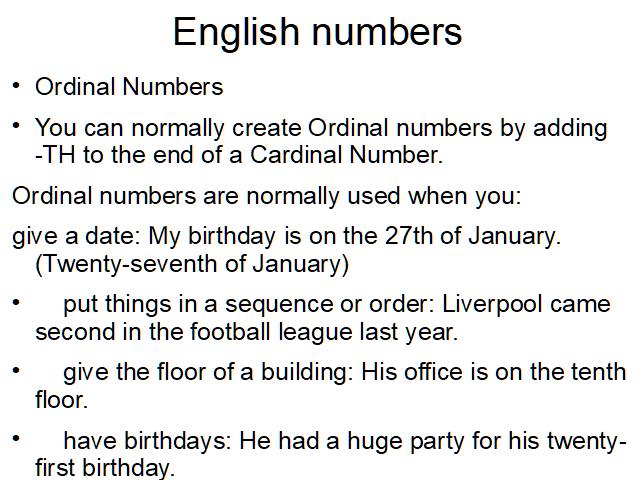 English numbers
• Ordinal Numbers
• You can normally create Ordinal numbers by adding
-TH to the end of a Cardinal Number.
Ordinal numbers are normally used when you:
give a date: My birthday is on the 27th of January.
(Twenty-seventh of January)
• put things in a sequence or order: Liverpool came
second in the football league last year.
• give the floor of a building: His office is on the tenth
floor.
• have birthdays: He had a huge party for his twenty-
first birthday.